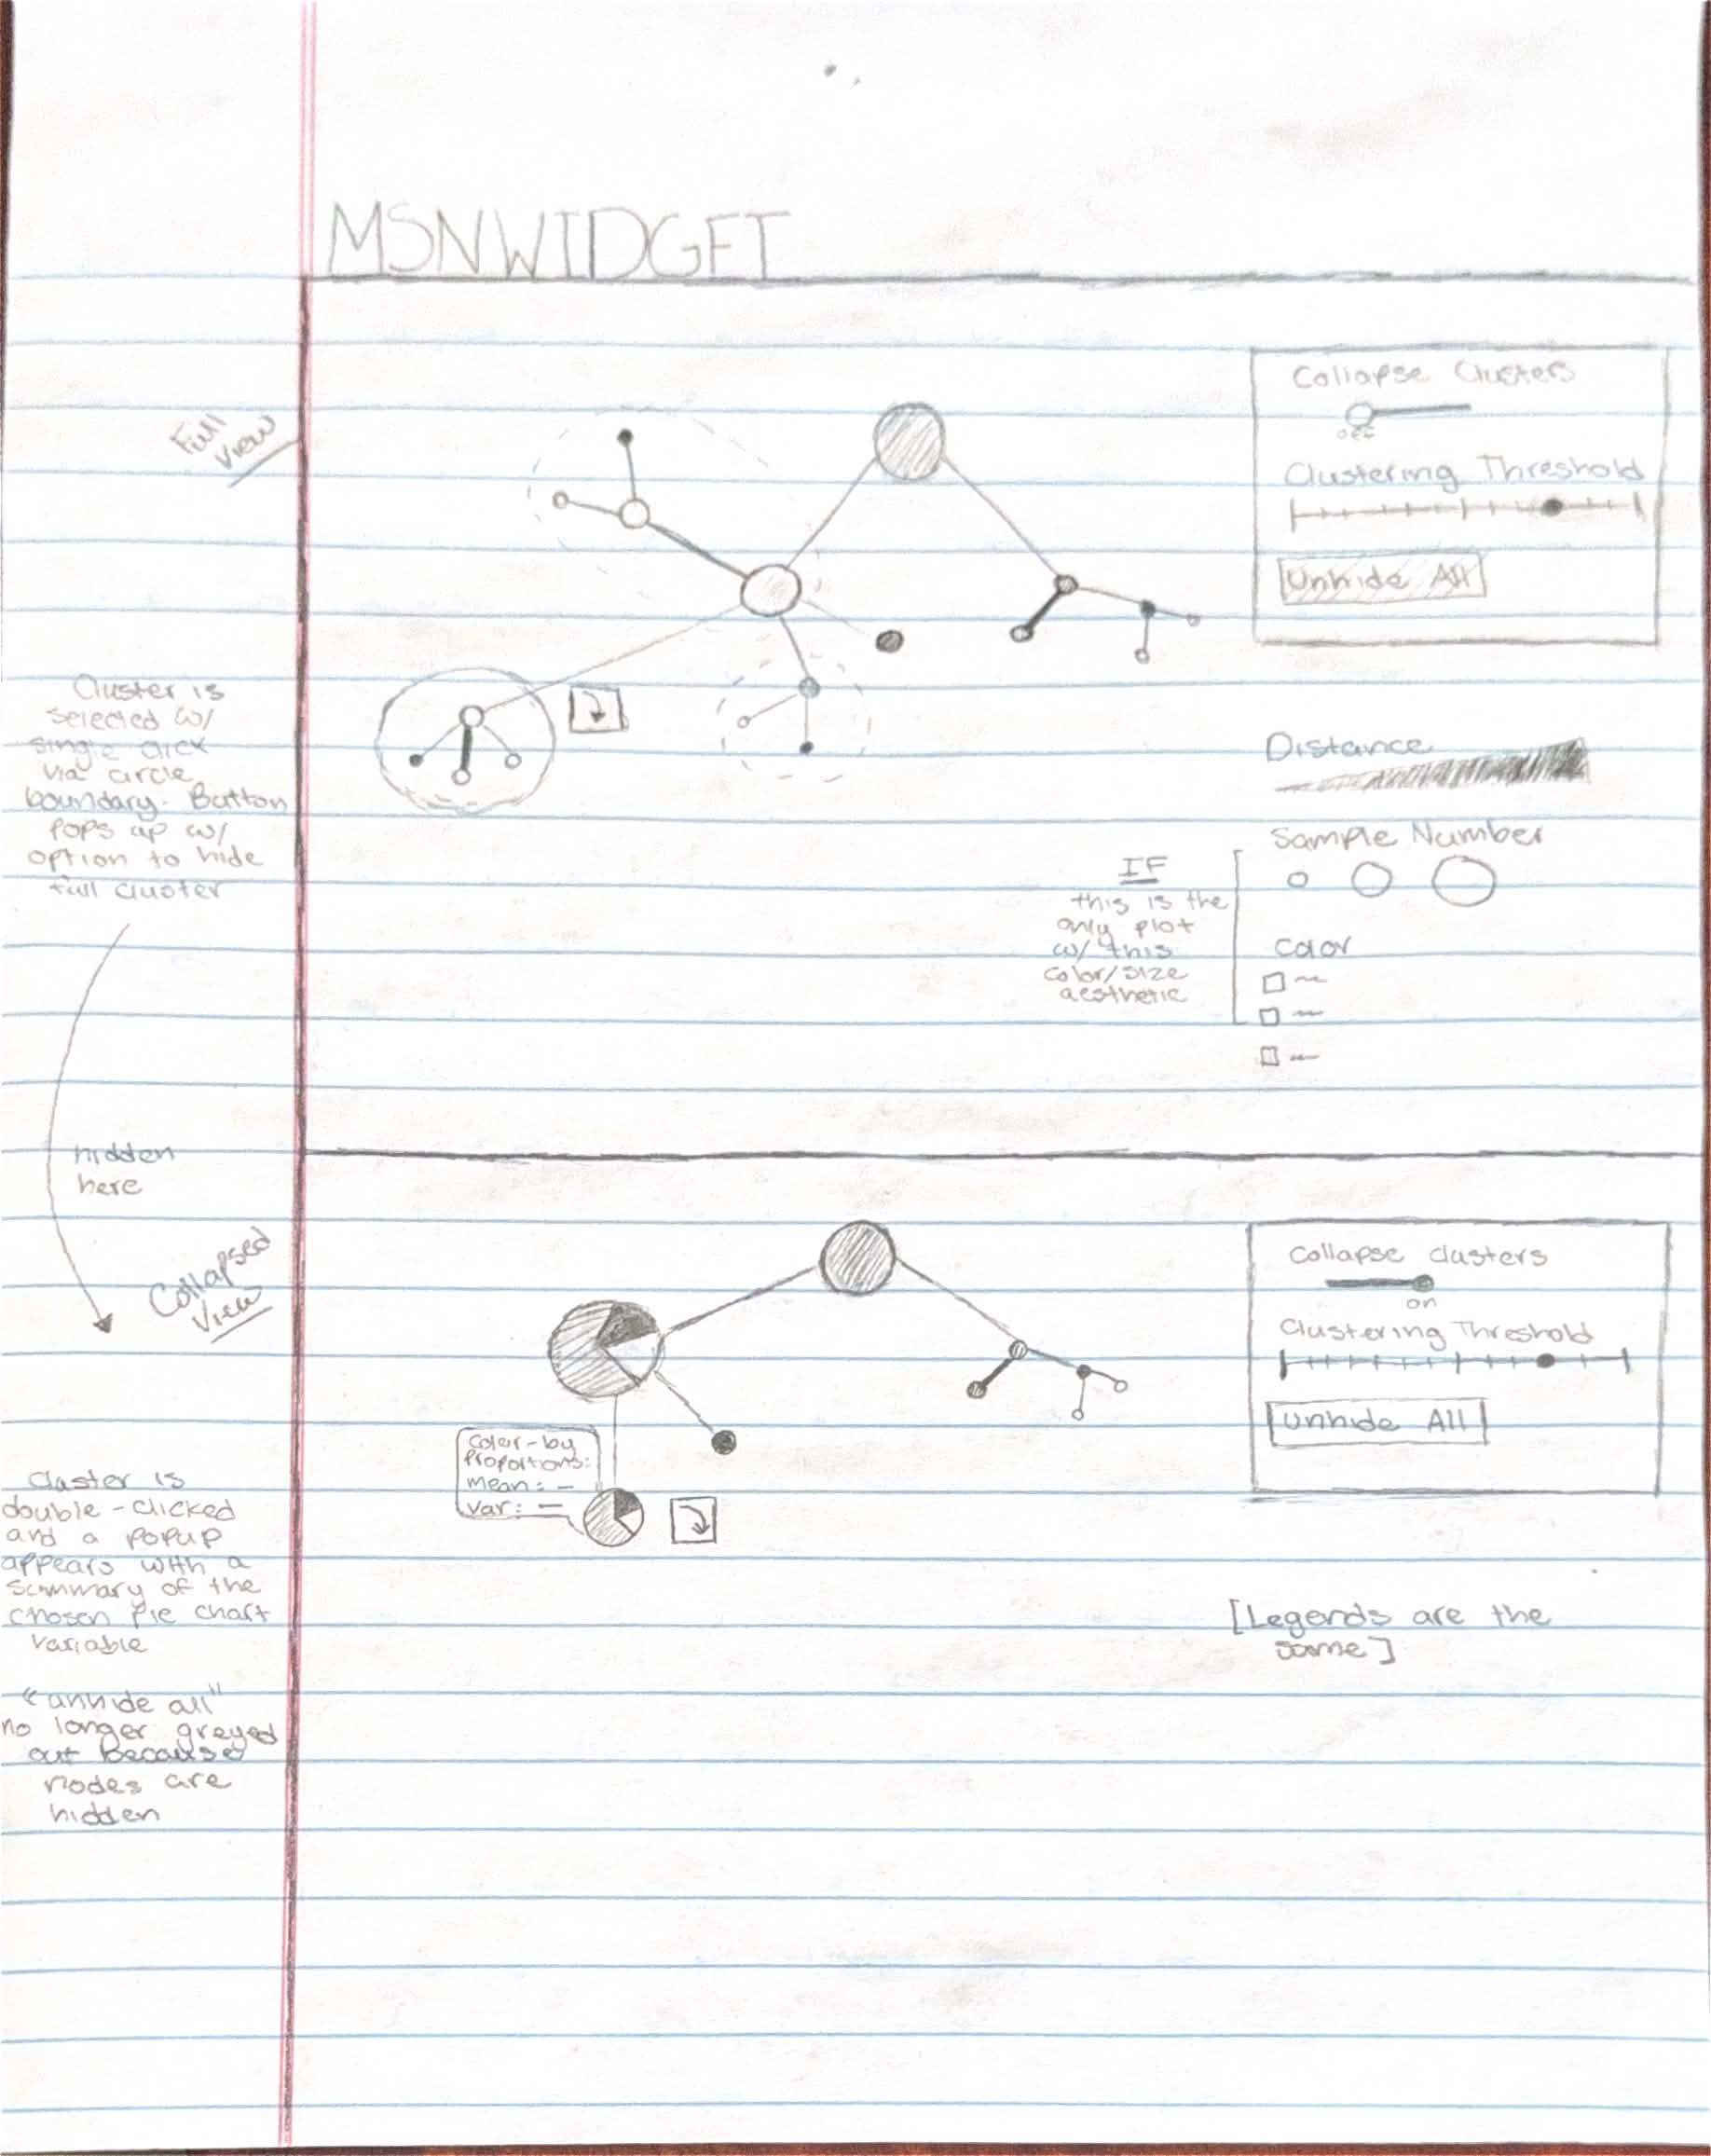 MSNWIDGET
Full
View
Collapse Clusters
off
Clustering Threshold
Unhide All
Cluster is
selected w/
single click
via circle
boundary. Button
pops up w/
option to hide
full cluster
Distance
Sample Number
IF
this is the
only plot
w/ this
color/size
aesthetic
Color
hidden
here
Collapsed
View
Collapse clusters
on
Clustering Threshold
Unhide All
Color-by
proportions:
mean: –
var: —
Cluster is
double-clicked
and a popup
appears with a
summary of the
chosen pie chart
variable
[Legends are the
same]
"unhide all"
no longer greyed
out because
nodes are
hidden